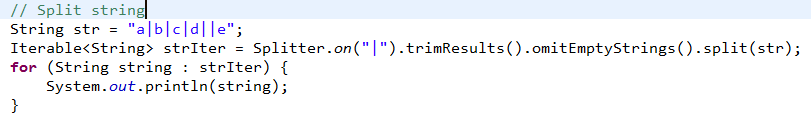 // Split string
String str = "a|b|c|d||e";
Iterable<String> strIter = Splitter.on("|").trimResults().omitEmptyStrings().split(str);
for (String string : strIter) {
    System.out.println(string);
}